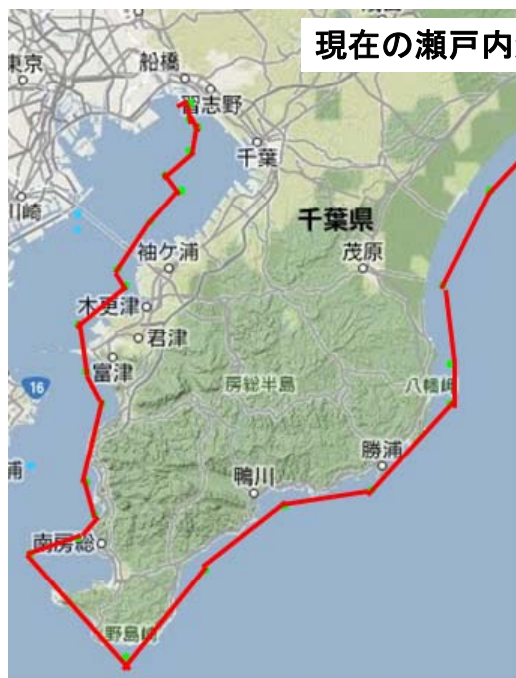 現在の瀬戸内
東京
船橋
習志野
千葉
川崎
千葉県
袖ケ浦
茂原
木更津
君津
富津
16
房総半島
八幡岬
浦
勝浦
鴨川
南房総
野島崎